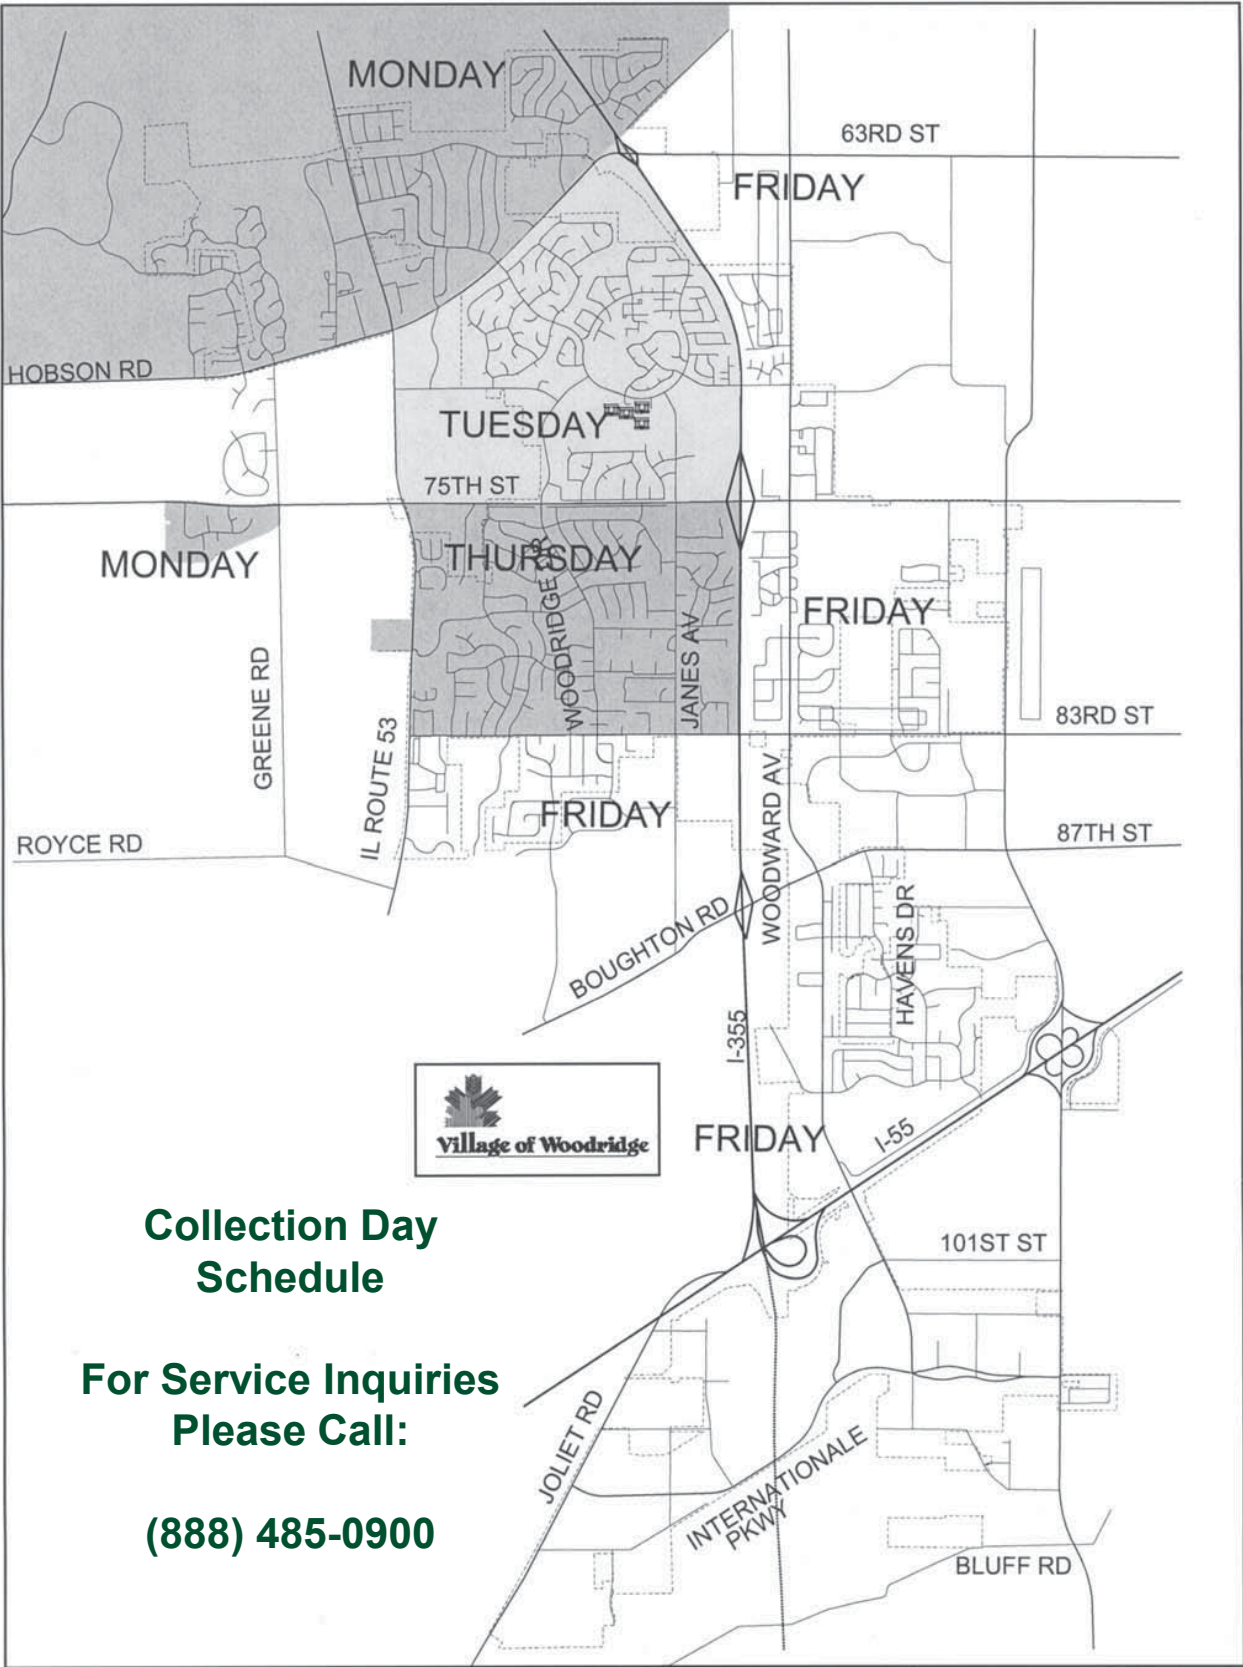 MONDAY
63RD ST
FRIDAY
HOBSON RD
TUESDAY
75TH ST
MONDAY
THURSDAY
WOODRIDGE DR
FRIDAY
JANES AV
GREENE RD
IL ROUTE 53
83RD ST
FRIDAY
WOODWARD AV
87TH ST
ROYCE RD
BOUGHTON RD
HAVENS DR
I-355
Village of Woodridge
FRIDAY
I-55
Collection Day
Schedule
101ST ST
For Service Inquiries
Please Call:
JOLIET RD
INTERNATIONALE
PKWY
(888) 485-0900
BLUFF RD